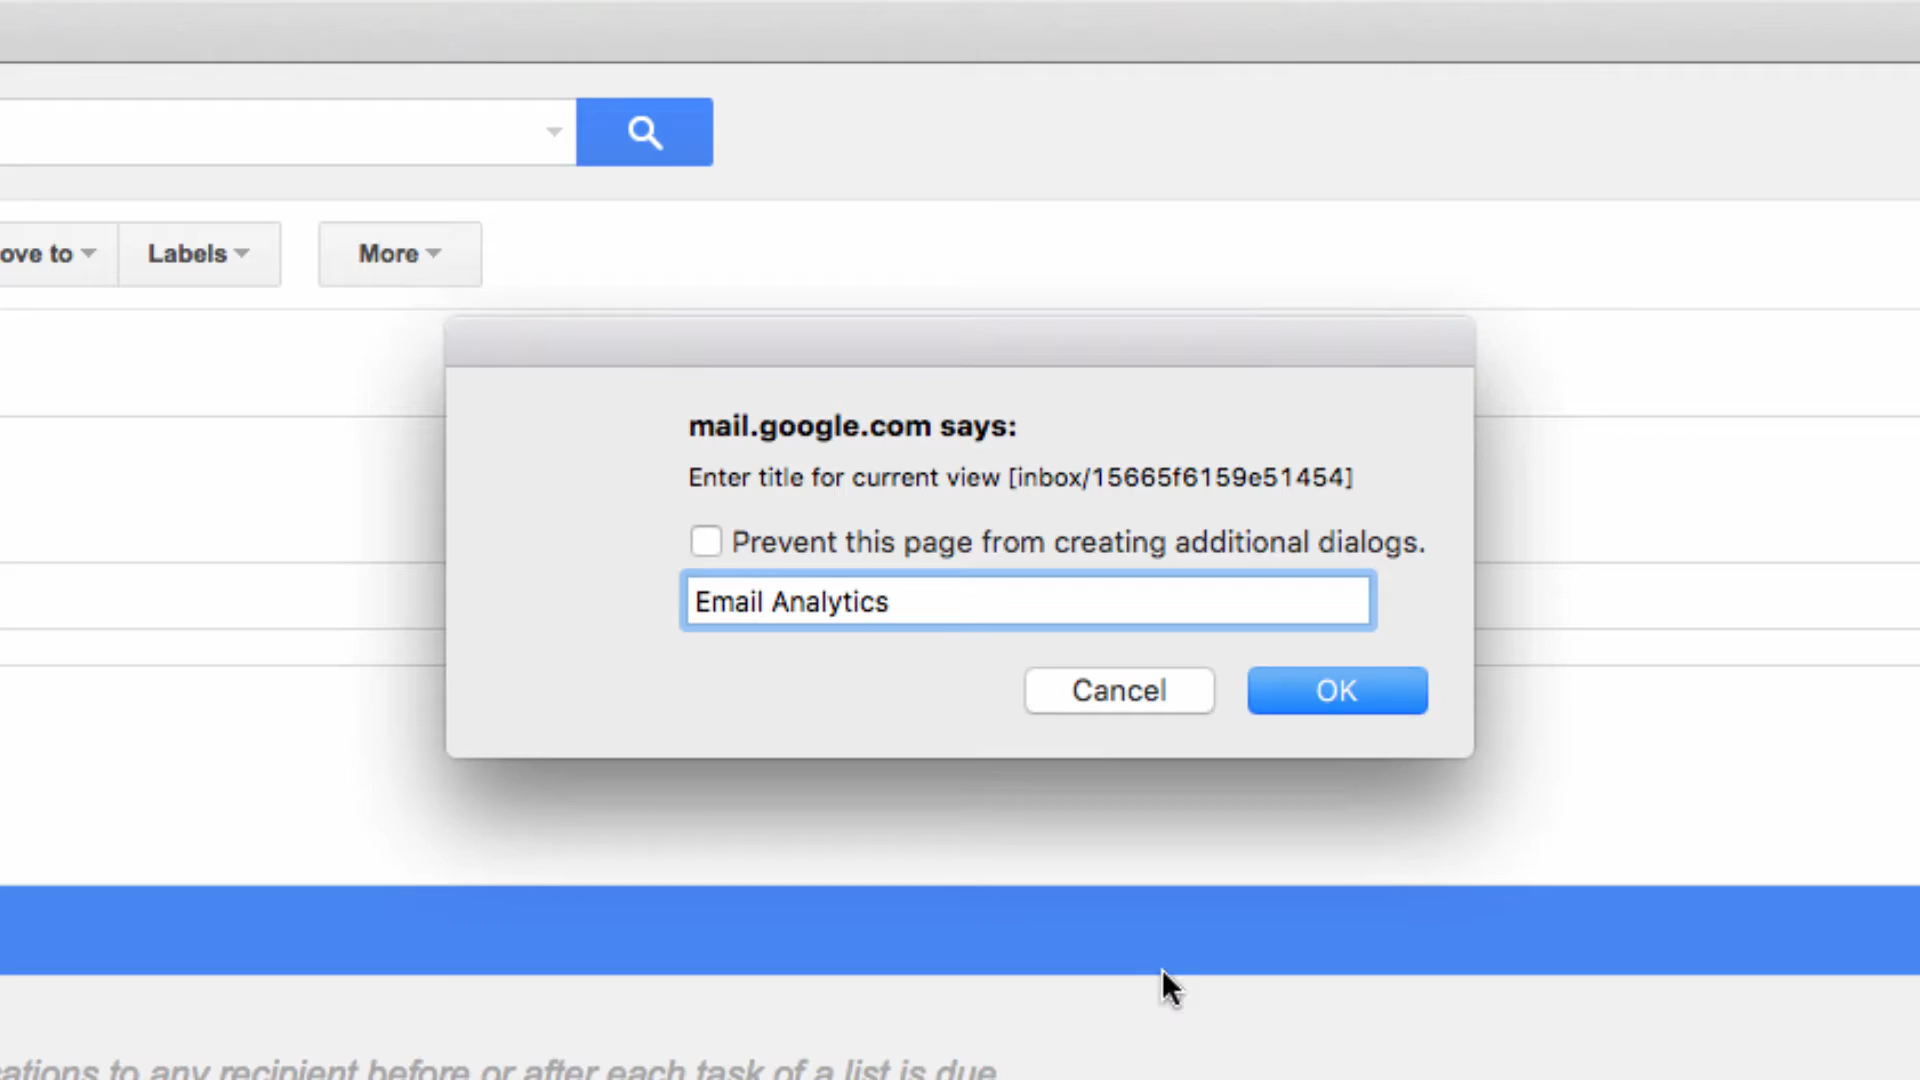 ove to
Labels
More
mail.google.com says:
Enter title for current view [inbox/15665f6159e51454]
Prevent this page from creating additional dialogs.
Email Analytics
Cancel
OK
ations to any recipient before or after each task of a list is due